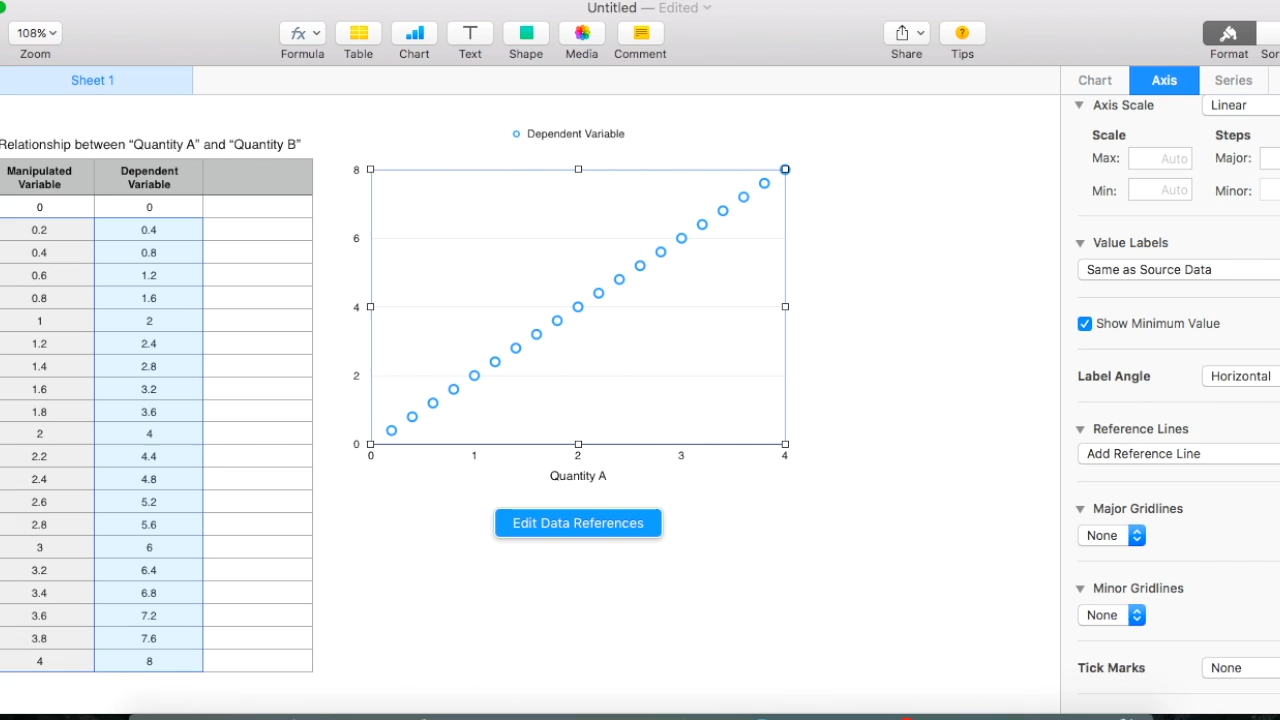 Untitled — Edited
108%
Zoom
Formula
Table
Chart
Text
Shape
Media
Comment
Share
Tips
Format
Sor
Sheet 1
Chart
Axis
Series
Relationship between “Quantity A” and “Quantity B”
Manipulated Variable
Dependent Variable
0 0
0.2 0.4
0.4 0.8
0.6 1.2
0.8 1.6
1 2
1.2 2.4
1.4 2.8
1.6 3.2
1.8 3.6
2 4
2.2 4.4
2.4 4.8
2.6 5.2
2.8 5.6
3 6
3.2 6.4
3.4 6.8
3.6 7.2
3.8 7.6
4 8
Dependent Variable
8
6
4
2
0
0 1 2 3 4
Quantity A
Edit Data References
Axis Scale Linear
Scale Steps
Max: Auto Major:
Min: Auto Minor:
Value Labels
Same as Source Data
Show Minimum Value
Label Angle Horizontal
Reference Lines
Add Reference Line
Major Gridlines
None
Minor Gridlines
None
Tick Marks None